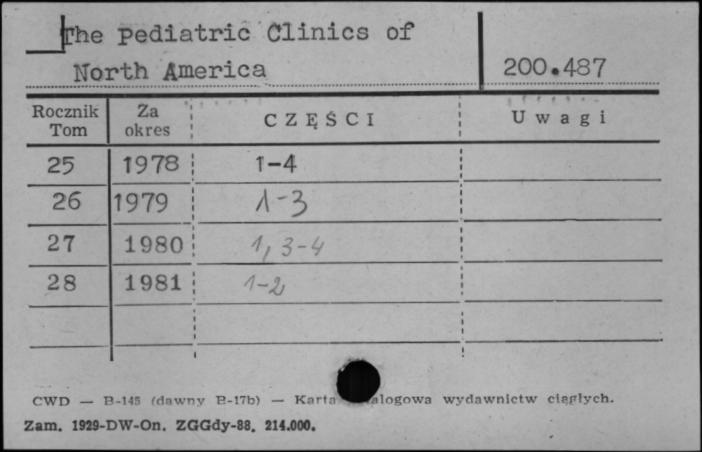 The Pediatric Clinics of
North America 200.487
Rocznik Tom Za okres CZĘŚCI Uwagi
25 1978 1-4
26 1979 1-3
27 1980 1, 3-4
28 1981 1-2
CWD — B-145 (dawny B-17b) — Karta alogowa wydawnictw ciągłych.
Zam. 1929-DW-On. ZGGdy-88. 214.000.